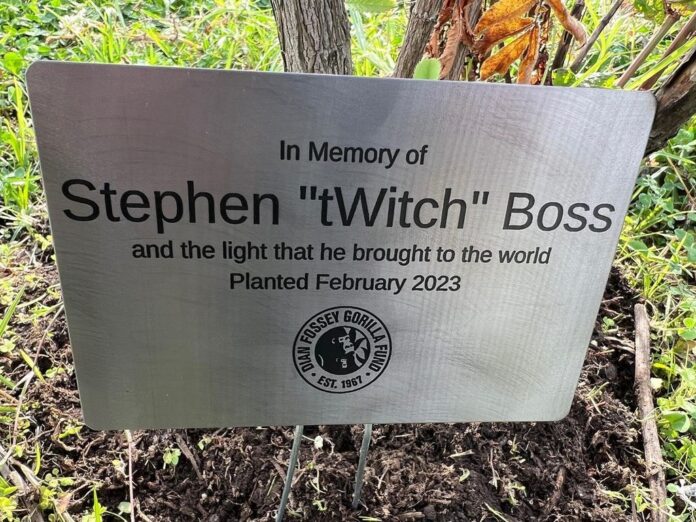 In Memory of
Stephen "tWitch" Boss
and the light that he brought to the world
Planted February 2023
DIAN FOSSEY GORILLA FUND
• EST. 1967 •